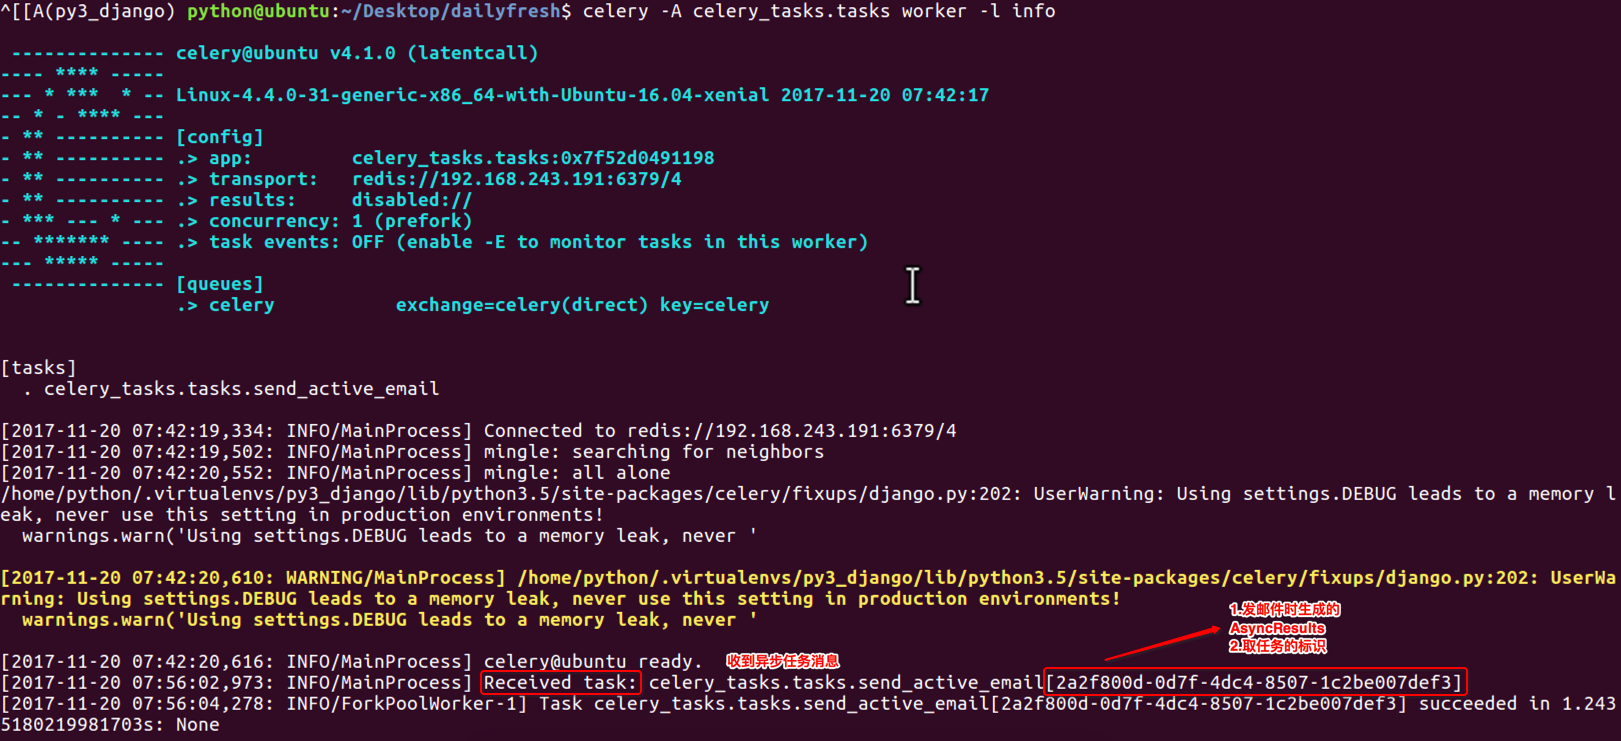 ^[[A(py3_django) python@ubuntu:~/Desktop/dailyfresh$ celery -A celery_tasks.tasks worker -l info
 -------------- celery@ubuntu v4.1.0 (latentcall)
---- **** -----
--- * ***  * -- Linux-4.4.0-31-generic-x86_64-with-Ubuntu-16.04-xenial 2017-11-20 07:42:17
-- * - **** ---
- ** ---------- [config]
- ** ---------- .> app:         celery_tasks.tasks:0x7f52d0491198
- ** ---------- .> transport:   redis://192.168.243.191:6379/4
- ** ---------- .> results:     disabled://
- *** --- * --- .> concurrency: 1 (prefork)
-- ******* ---- .> task events: OFF (enable -E to monitor tasks in this worker)
--- ***** -----
 -------------- [queues]
                .> celery           exchange=celery(direct) key=celery
[tasks]
  . celery_tasks.tasks.send_active_email
[2017-11-20 07:42:19,334: INFO/MainProcess] Connected to redis://192.168.243.191:6379/4
[2017-11-20 07:42:19,502: INFO/MainProcess] mingle: searching for neighbors
[2017-11-20 07:42:20,552: INFO/MainProcess] mingle: all alone
/home/python/.virtualenvs/py3_django/lib/python3.5/site-packages/celery/fixups/django.py:202: UserWarning: Using settings.DEBUG leads to a memory l
eak, never use this setting in production environments!
  warnings.warn('Using settings.DEBUG leads to a memory leak, never '
[2017-11-20 07:42:20,610: WARNING/MainProcess] /home/python/.virtualenvs/py3_django/lib/python3.5/site-packages/celery/fixups/django.py:202: UserWa
rning: Using settings.DEBUG leads to a memory leak, never use this setting in production environments!
  warnings.warn('Using settings.DEBUG leads to a memory leak, never '
1.发邮件时生成的
AsyncResults
2.取任务的标识
[2017-11-20 07:42:20,616: INFO/MainProcess] celery@ubuntu ready. 收到异步任务消息
[2017-11-20 07:56:02,973: INFO/MainProcess] Received task: celery_tasks.tasks.send_active_email[2a2f800d-0d7f-4dc4-8507-1c2be007def3]
[2017-11-20 07:56:04,278: INFO/ForkPoolWorker-1] Task celery_tasks.tasks.send_active_email[2a2f800d-0d7f-4dc4-8507-1c2be007def3] succeeded in 1.243
5180219981703s: None